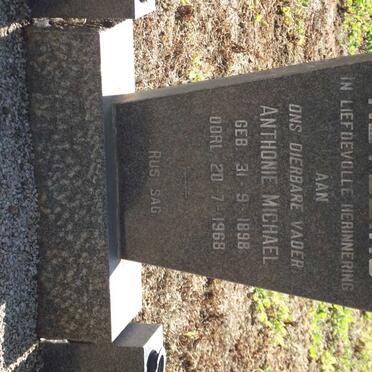 IN LIEFDEVOLLE HERINNERING
AAN
ONS DIERBARE VADER
ANTHONIE MICHAEL
GEB. 31-9-1898
OORL. 20-7-1968
RUS SAG